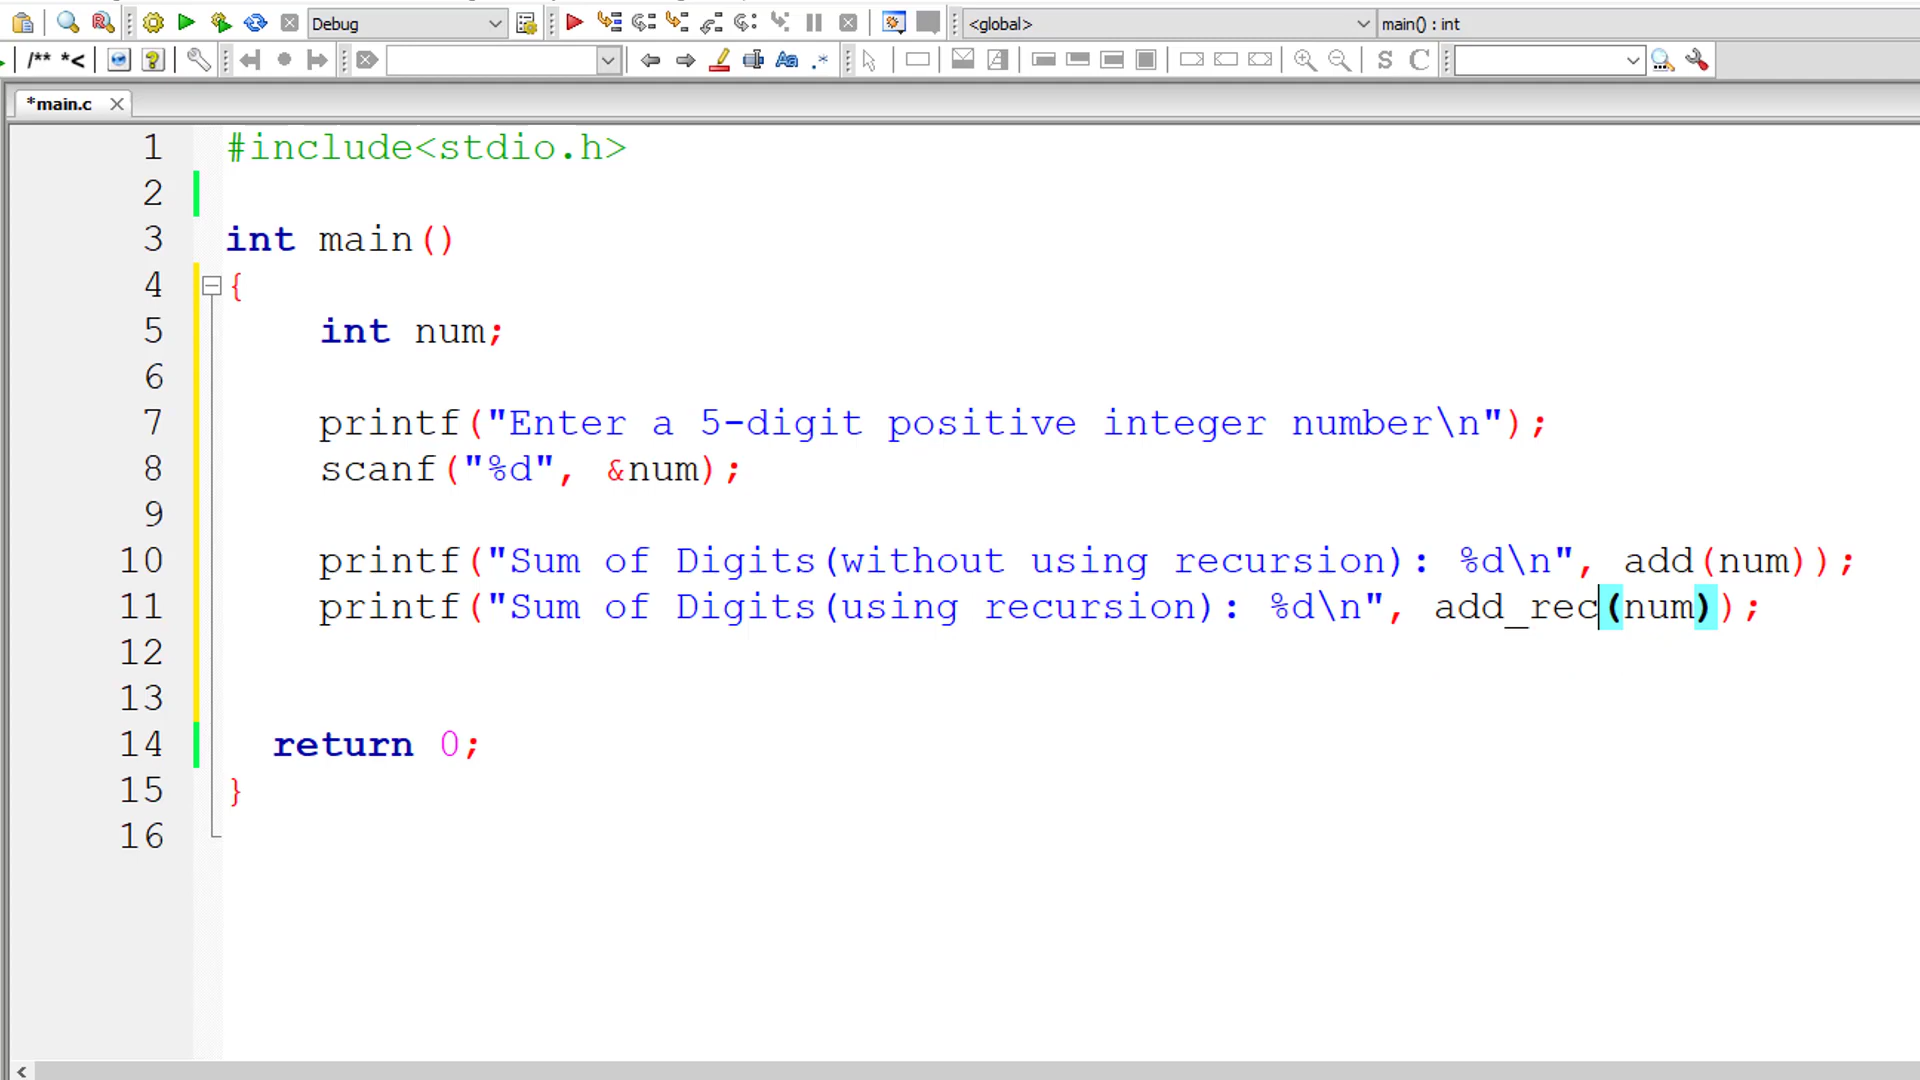 Debug
<global>
main() : int
/** *<
Aa .*
S C
*main.c
1 #include<stdio.h>
2
3 int main()
4 {
5 int num;
6
7 printf("Enter a 5-digit positive integer number\n");
8 scanf("%d", &num);
9
10 printf("Sum of Digits(without using recursion): %d\n", add(num));
11 printf("Sum of Digits(using recursion): %d\n", add_rec(num));
12
13
14 return 0;
15 }
16